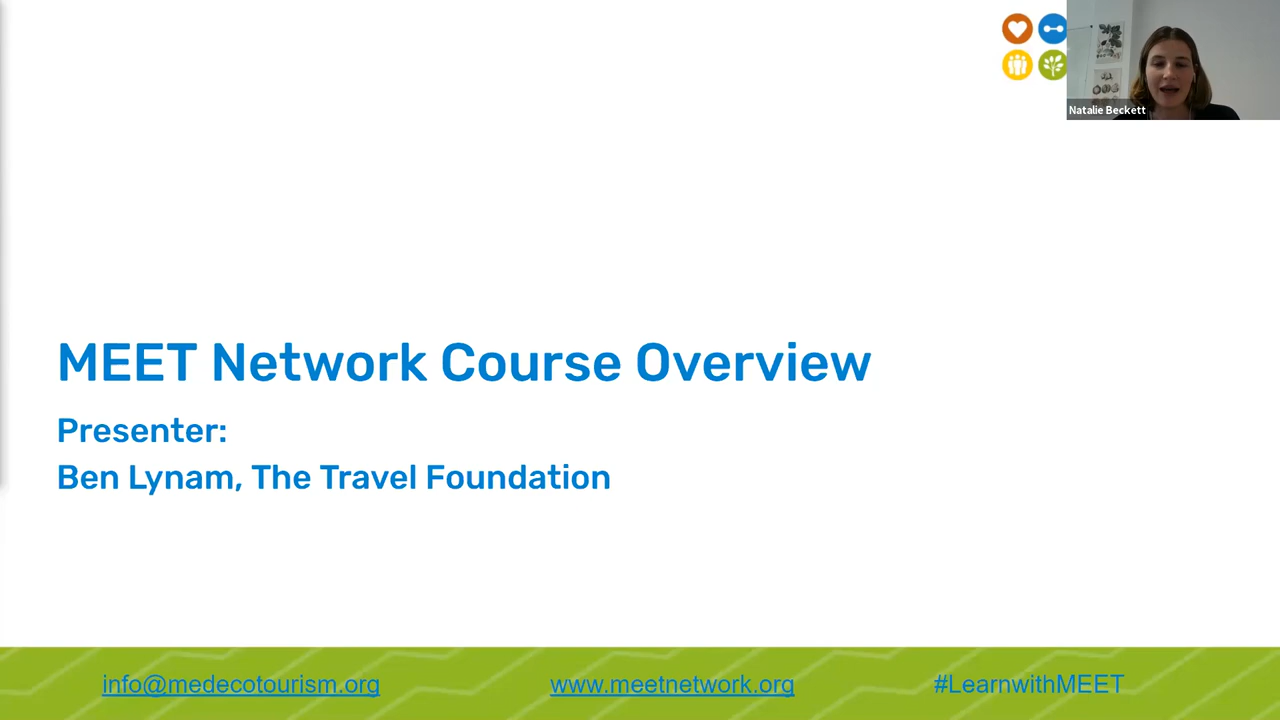 Natalie Beckett
MEET Network Course Overview
Presenter:
Ben Lynam, The Travel Foundation
info@medecotourism.org
www.meetnetwork.org
#LearnwithMEET